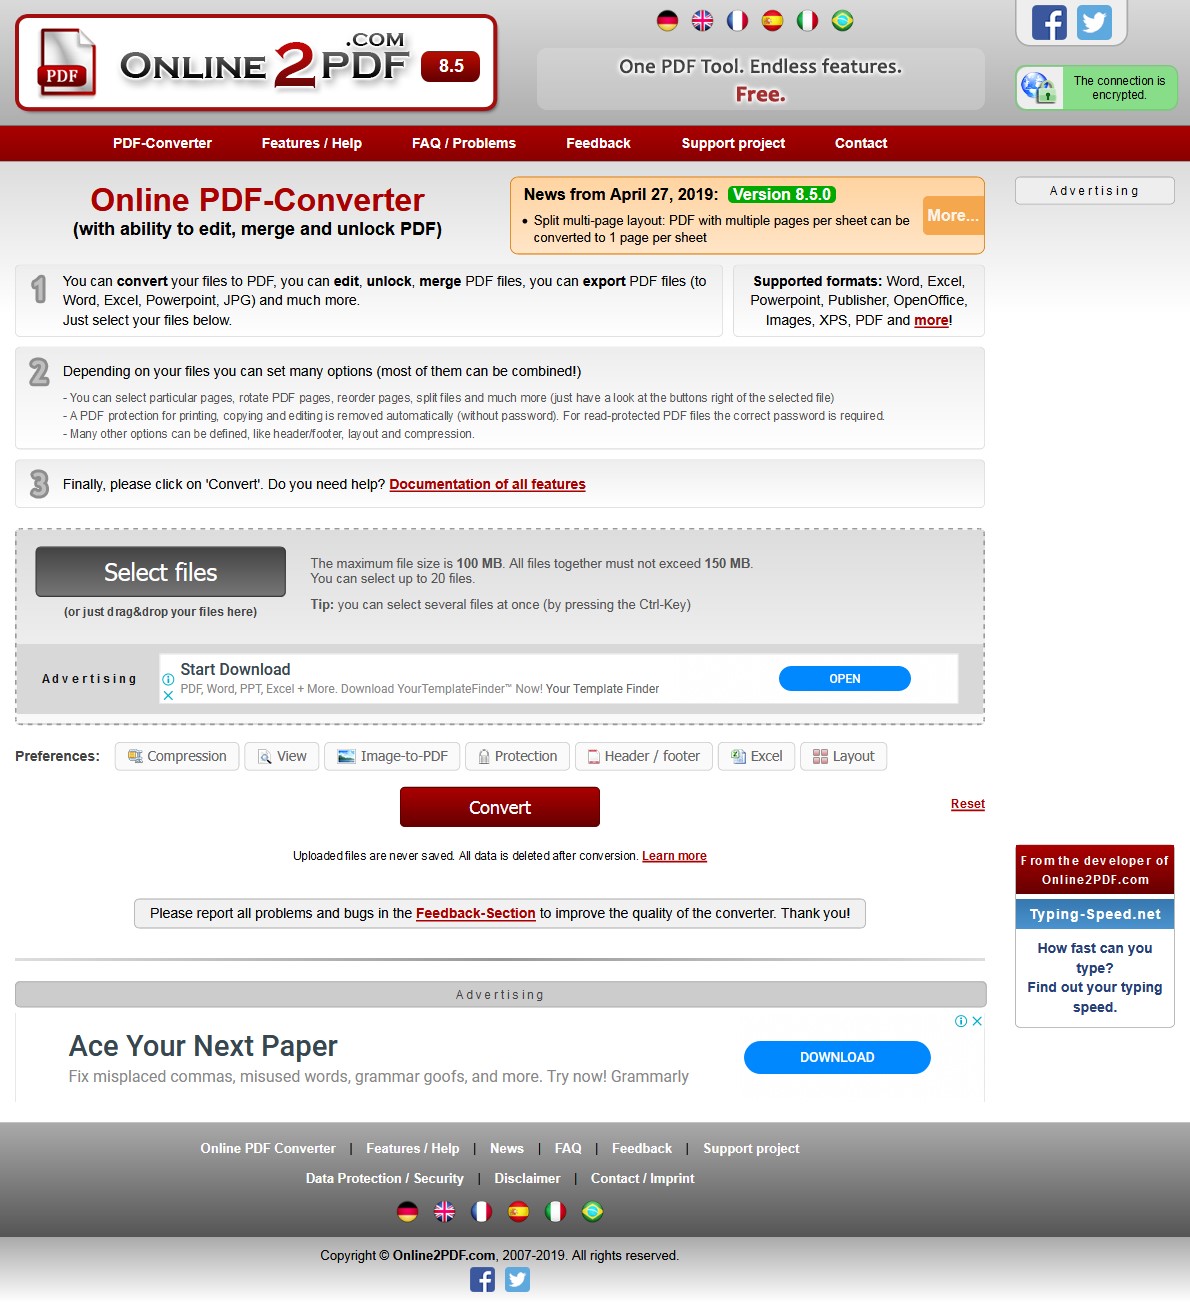 PDF
ONLINE 2 PDF .COM
8.5
One PDF Tool. Endless features.
Free.
The connection is
encrypted.
PDF-Converter Features / Help FAQ / Problems Feedback Support project Contact
Online PDF-Converter
(with ability to edit, merge and unlock PDF)
News from April 27, 2019: Version 8.5.0
• Split multi-page layout: PDF with multiple pages per sheet can be
converted to 1 page per sheet
More...
Advertising
1
You can convert your files to PDF, you can edit, unlock, merge PDF files, you can export PDF files (to
Word, Excel, Powerpoint, JPG) and much more.
Just select your files below.
Supported formats: Word, Excel,
Powerpoint, Publisher, OpenOffice,
Images, XPS, PDF and more!
2
Depending on your files you can set many options (most of them can be combined!)
- You can select particular pages, rotate PDF pages, reorder pages, split files and much more (just have a look at the buttons right of the selected file)
- A PDF protection for printing, copying and editing is removed automatically (without password). For read-protected PDF files the correct password is required.
- Many other options can be defined, like header/footer, layout and compression.
3
Finally, please click on 'Convert'. Do you need help? Documentation of all features
Select files
(or just drag&drop your files here)
The maximum file size is 100 MB. All files together must not exceed 150 MB.
You can select up to 20 files.
Tip: you can select several files at once (by pressing the Ctrl-Key)
Advertising
Start Download
PDF, Word, PPT, Excel + More. Download YourTemplateFinder™ Now! Your Template Finder
OPEN
Preferences: Compression View Image-to-PDF Protection Header / footer Excel Layout
Convert
Reset
Uploaded files are never saved. All data is deleted after conversion. Learn more
Please report all problems and bugs in the Feedback-Section to improve the quality of the converter. Thank you!
From the developer of
Online2PDF.com
Typing-Speed.net
How fast can you
type?
Find out your typing
speed.
Advertising
Ace Your Next Paper
Fix misplaced commas, misused words, grammar goofs, and more. Try now! Grammarly
DOWNLOAD
Online PDF Converter | Features / Help | News | FAQ | Feedback | Support project
Data Protection / Security | Disclaimer | Contact / Imprint
Copyright © Online2PDF.com, 2007-2019. All rights reserved.